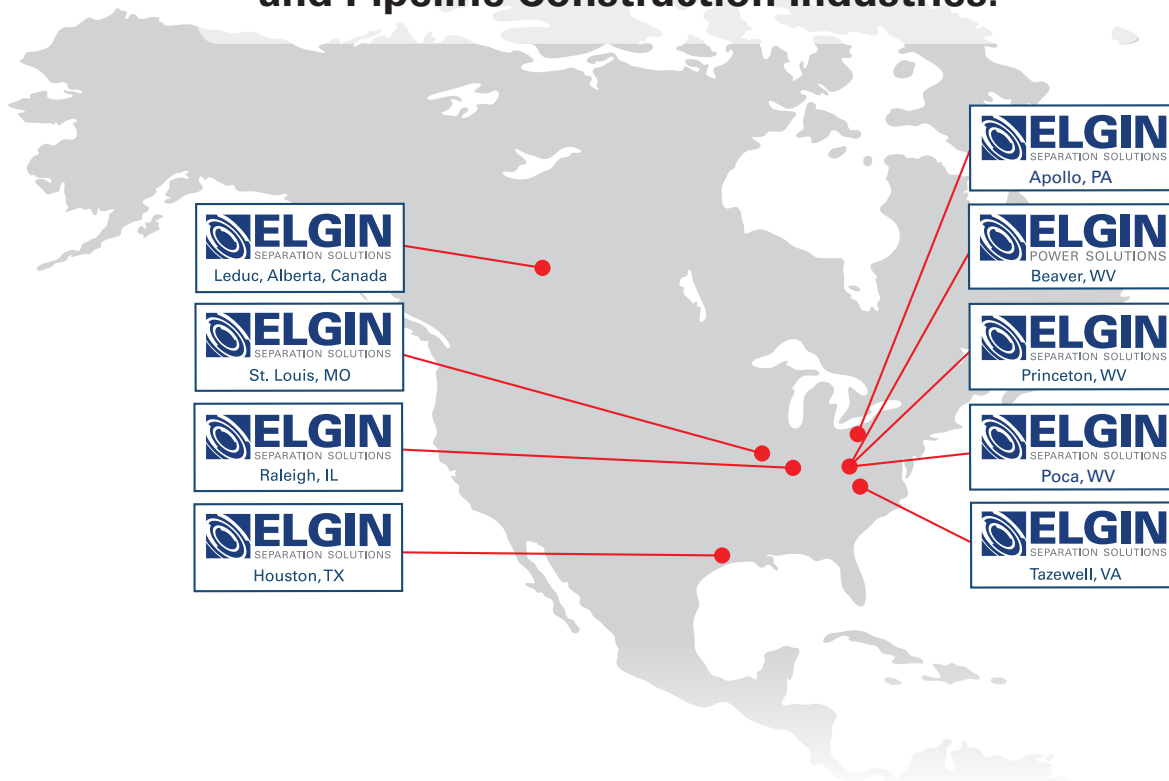 and Pipeline Construction Industries.
ELGIN
SEPARATION SOLUTIONS
Leduc, Alberta, Canada
ELGIN
SEPARATION SOLUTIONS
St. Louis, MO
ELGIN
SEPARATION SOLUTIONS
Raleigh, IL
ELGIN
SEPARATION SOLUTIONS
Houston, TX
ELGIN
SEPARATION SOLUTIONS
Apollo, PA
ELGIN
POWER SOLUTIONS
Beaver, WV
ELGIN
SEPARATION SOLUTIONS
Princeton, WV
ELGIN
SEPARATION SOLUTIONS
Poca, WV
ELGIN
SEPARATION SOLUTIONS
Tazewell, VA